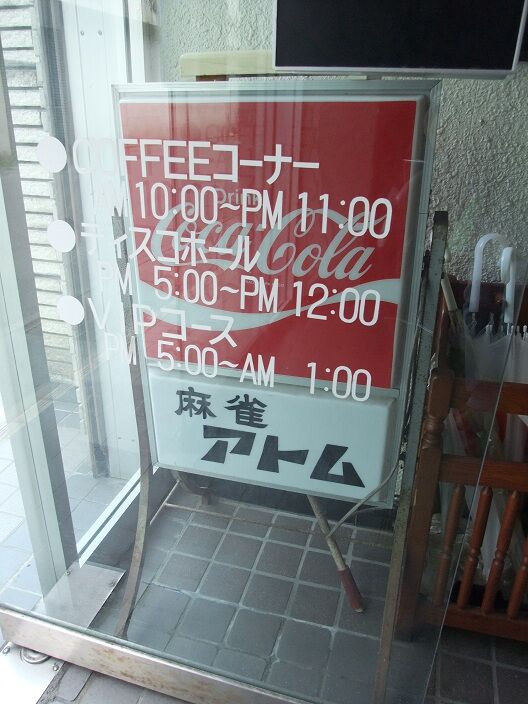 ●COFFEEコーナー
AM 10:00~PM 11:00
●ディスコホール
PM 5:00~PM 12:00
●VIPコース
PM 5:00~AM 1:00
Drink
Coca-Cola
麻雀
アトム